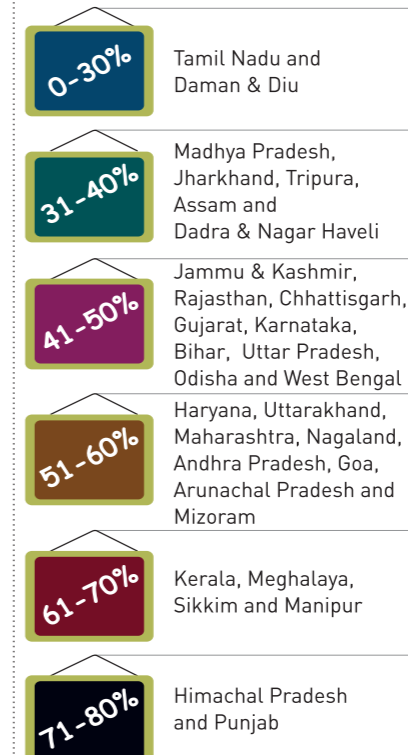 0-30%
Tamil Nadu and
Daman & Diu
31-40%
Madhya Pradesh,
Jharkhand, Tripura,
Assam and
Dadra & Nagar Haveli
41-50%
Jammu & Kashmir,
Rajasthan, Chhattisgarh,
Gujarat, Karnataka,
Bihar, Uttar Pradesh,
Odisha and West Bengal
51-60%
Haryana, Uttarakhand,
Maharashtra, Nagaland,
Andhra Pradesh, Goa,
Arunachal Pradesh and
Mizoram
61-70%
Kerala, Meghalaya,
Sikkim and Manipur
71-80%
Himachal Pradesh
and Punjab